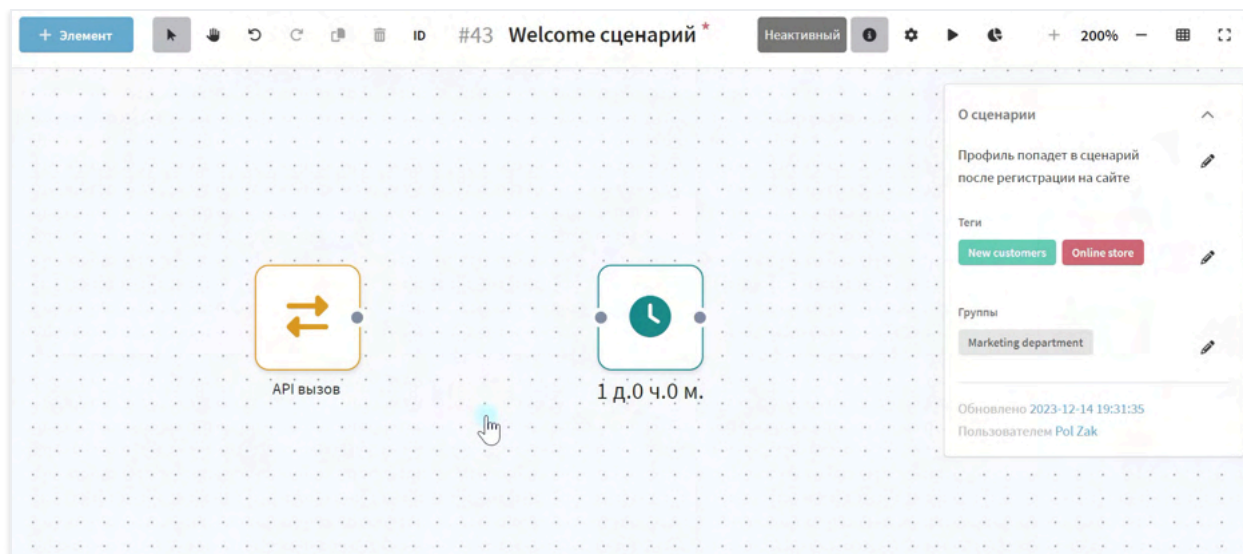 + Элемент ID #43 Welcome сценарий * Неактивный + 200% −
О сценарии
Профиль попадет в сценарий
после регистрации на сайте
Теги
New customers Online store
Группы
Marketing department
Обновлено 2023-12-14 19:31:35
Пользователем Pol Zak
API вызов
1 д.0 ч.0 м.